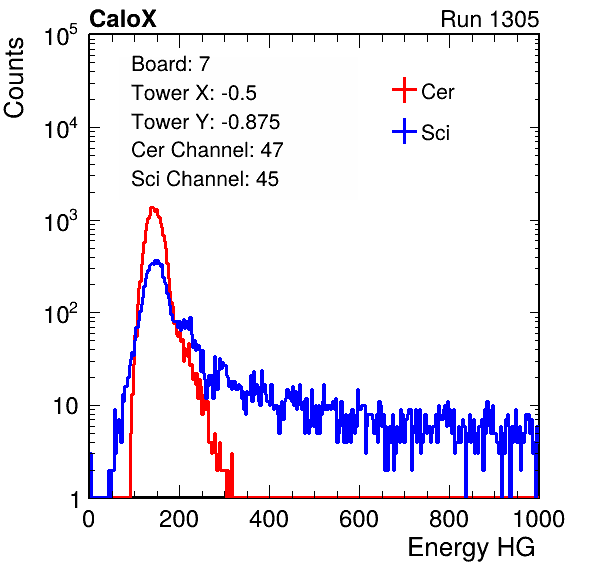 CaloX Run 1305
Counts
10^5
10^4
10^3
10^2
10
1
Board: 7
Tower X: -0.5
Tower Y: -0.875
Cer Channel: 47
Sci Channel: 45
Cer
Sci
0 200 400 600 800 1000
Energy HG